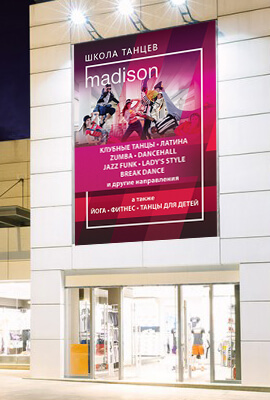 ШКОЛА ТАНЦЕВ
madison
КЛУБНЫЕ ТАНЦЫ • ЛАТИНА
ZUMBA • DANCEHALL
JAZZ FUNK • LADY'S STYLE
BREAK DANCE
и другие направления
а также
ЙОГА • ФИТНЕС • ТАНЦЫ ДЛЯ ДЕТЕЙ